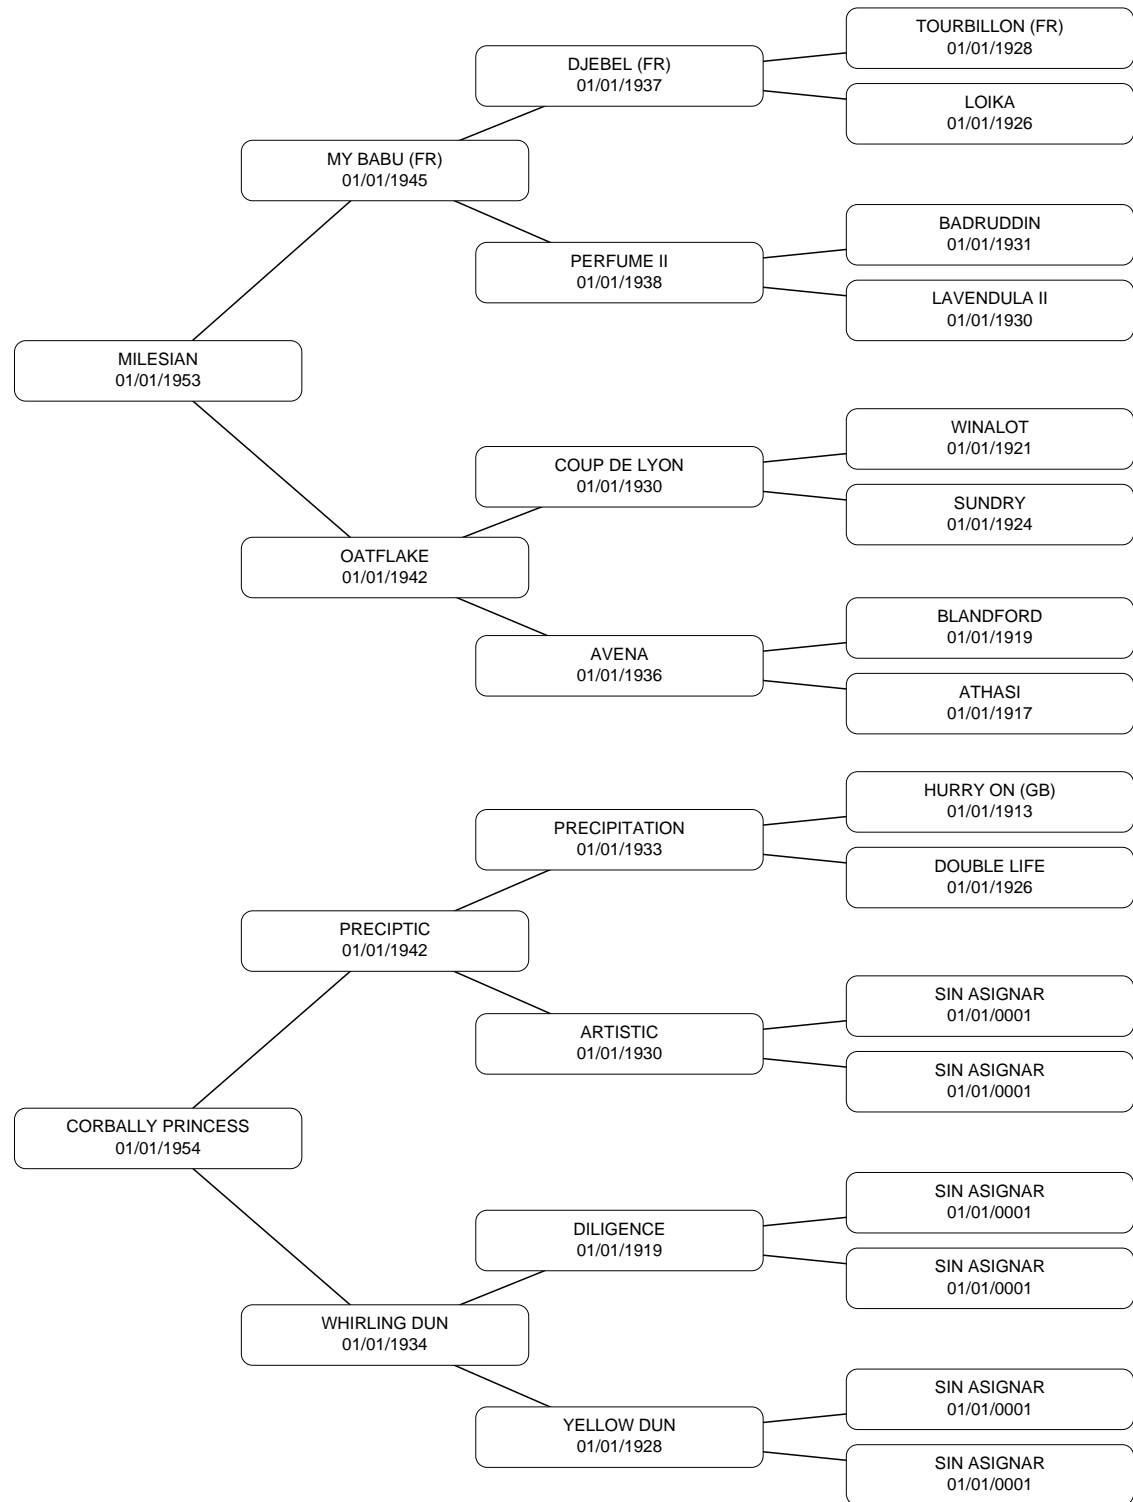 TOURBILLON (FR)
01/01/1928
DJEBEL (FR)
01/01/1937
LOIKA
01/01/1926
MY BABU (FR)
01/01/1945
BADRUDDIN
01/01/1931
PERFUME II
01/01/1938
LAVENDULA II
01/01/1930
MILESIAN
01/01/1953
WINALOT
01/01/1921
COUP DE LYON
01/01/1930
SUNDRY
01/01/1924
OATFLAKE
01/01/1942
BLANDFORD
01/01/1919
AVENA
01/01/1936
ATHASI
01/01/1917
HURRY ON (GB)
01/01/1913
PRECIPITATION
01/01/1933
DOUBLE LIFE
01/01/1926
PRECIPTIC
01/01/1942
SIN ASIGNAR
01/01/0001
ARTISTIC
01/01/1930
SIN ASIGNAR
01/01/0001
CORBALLY PRINCESS
01/01/1954
SIN ASIGNAR
01/01/0001
DILIGENCE
01/01/1919
SIN ASIGNAR
01/01/0001
WHIRLING DUN
01/01/1934
SIN ASIGNAR
01/01/0001
YELLOW DUN
01/01/1928
SIN ASIGNAR
01/01/0001